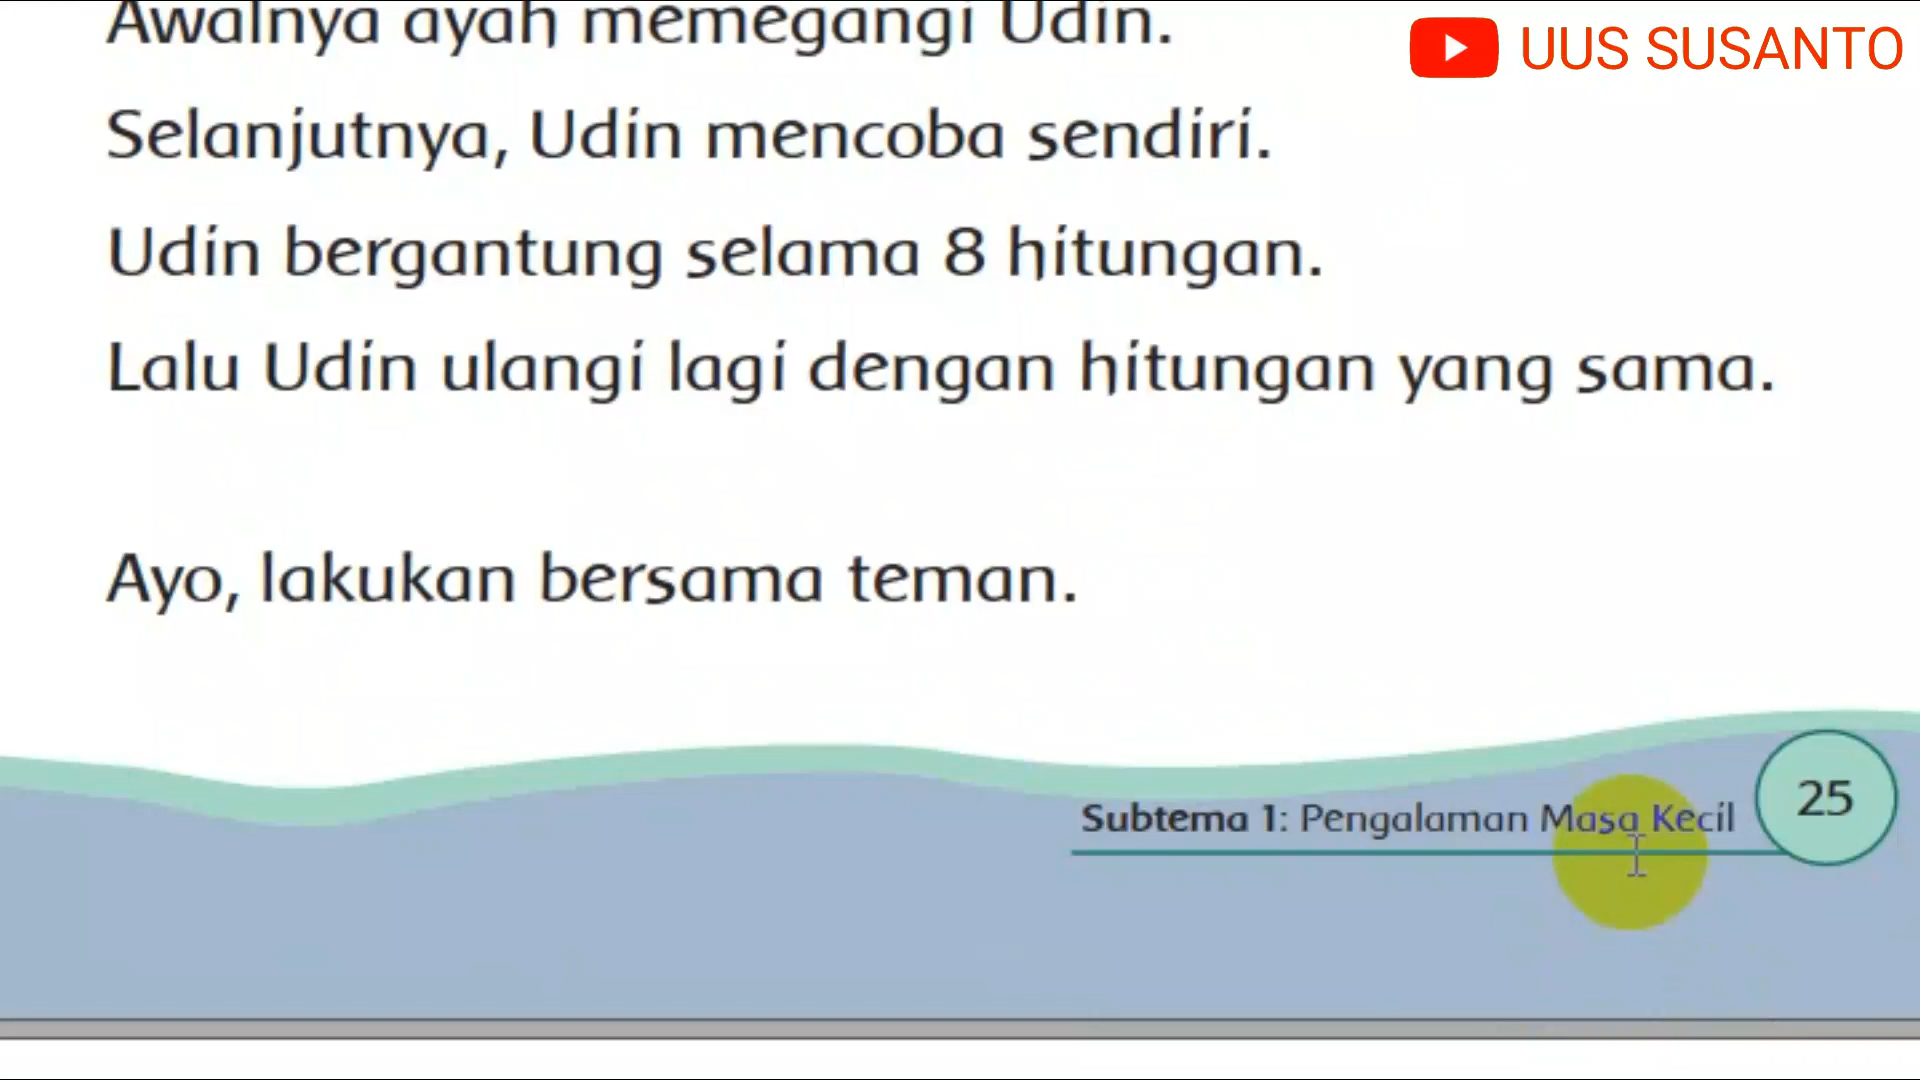 Awalnya ayah memegangi Udin.
UUS SUSANTO
Selanjutnya, Udin mencoba sendiri.
Udin bergantung selama 8 hitungan.
Lalu Udin ulangi lagi dengan hitungan yang sama.
Ayo, lakukan bersama teman.
Subtema 1: Pengalaman Masa Kecil
25